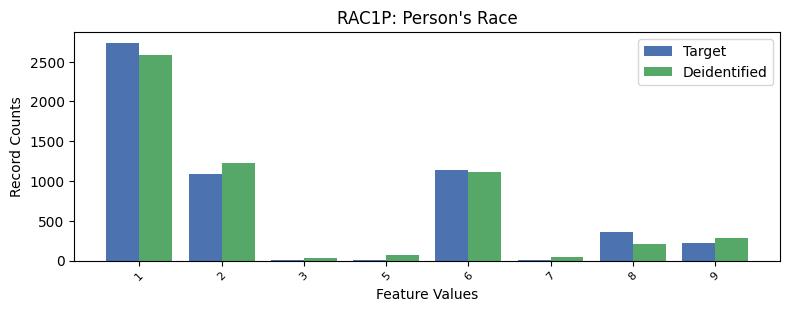 RAC1P: Person's Race
Target
Deidentified
Record Counts
2500
2000
1500
1000
500
0
1 2 3 5 6 7 8 9
Feature Values